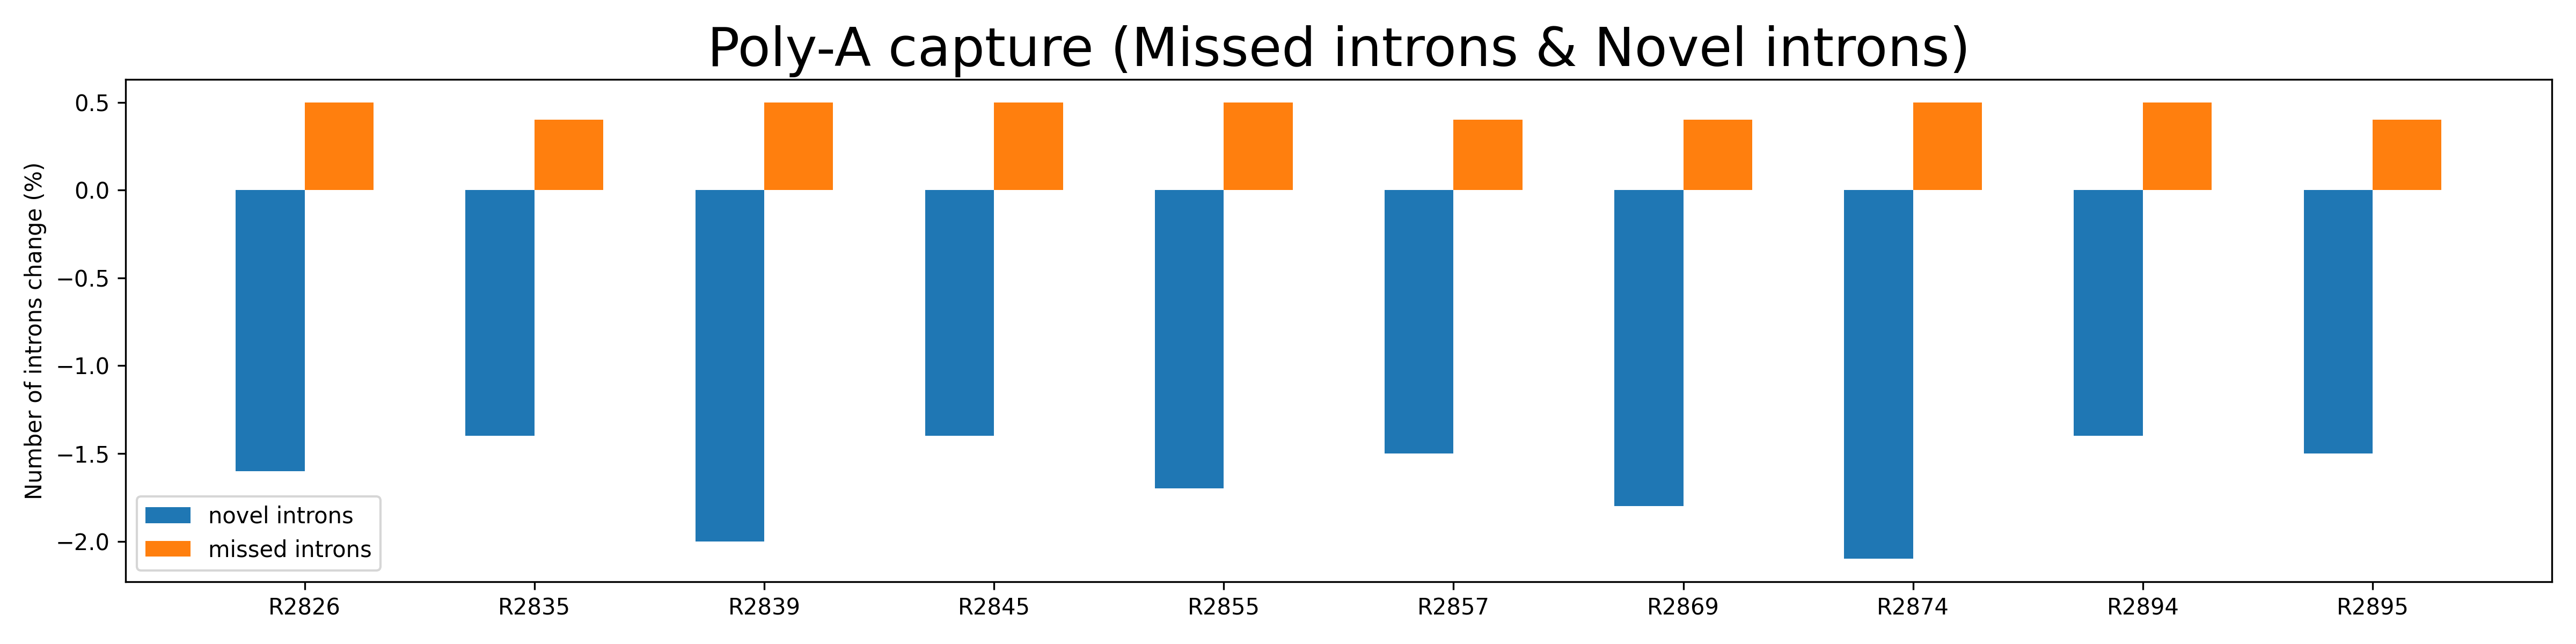 Poly-A capture (Missed introns & Novel introns)
Number of introns change (%)
0.5
0.0
−0.5
−1.0
−1.5
−2.0
novel introns
missed introns
R2826 R2835 R2839 R2845 R2855 R2857 R2869 R2874 R2894 R2895